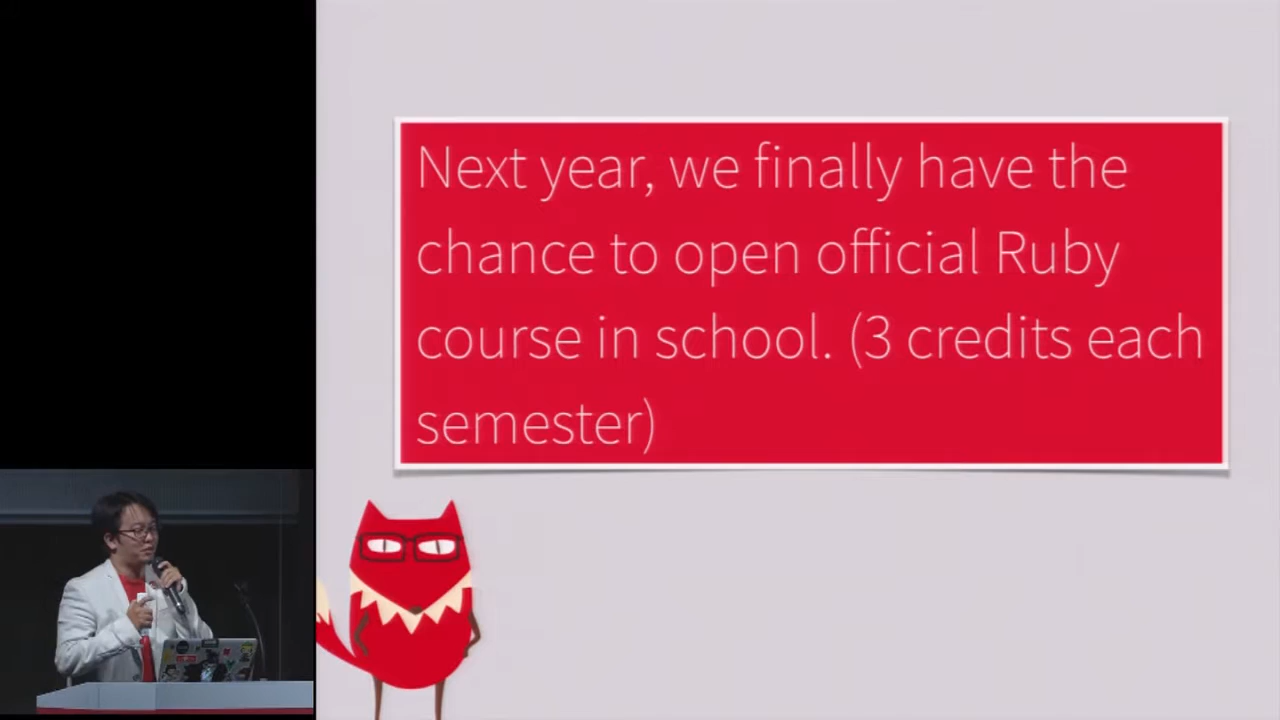 Next year, we finally have the
chance to open official Ruby
course in school. (3 credits each
semester)